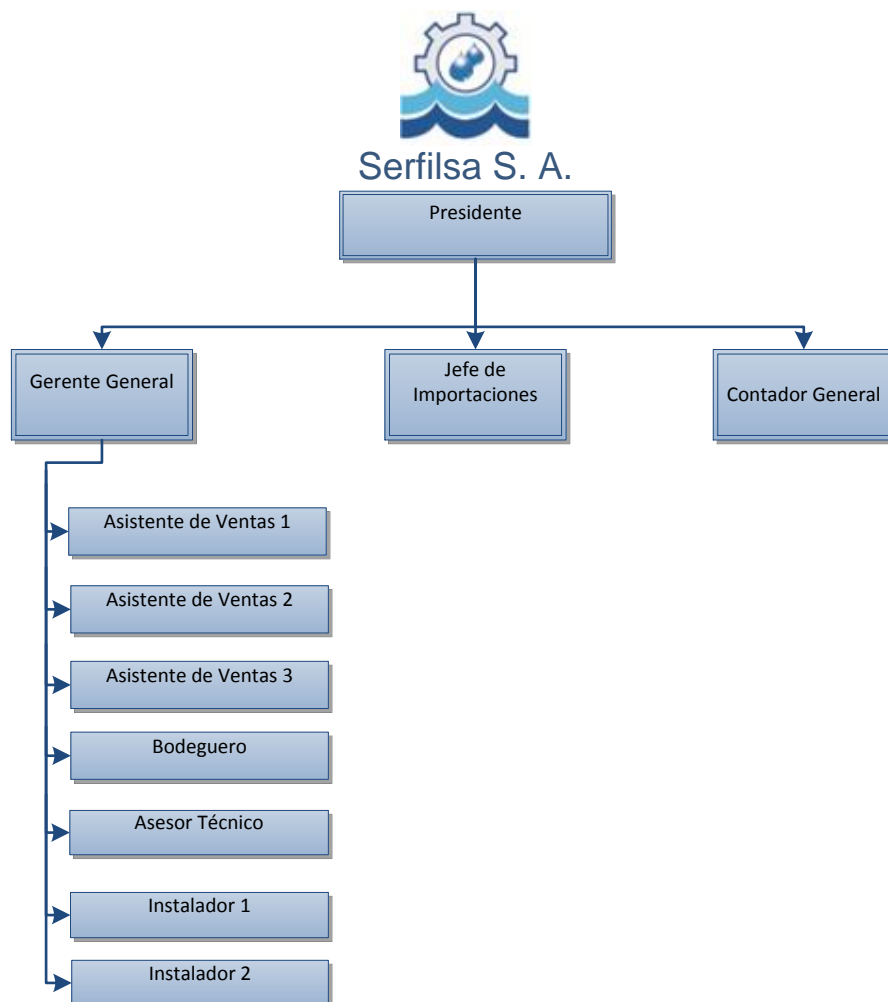 Serfilsa S. A.
Presidente
Gerente General
Jefe de
Importaciones
Contador General
Asistente de Ventas 1
Asistente de Ventas 2
Asistente de Ventas 3
Bodeguero
Asesor Técnico
Instalador 1
Instalador 2